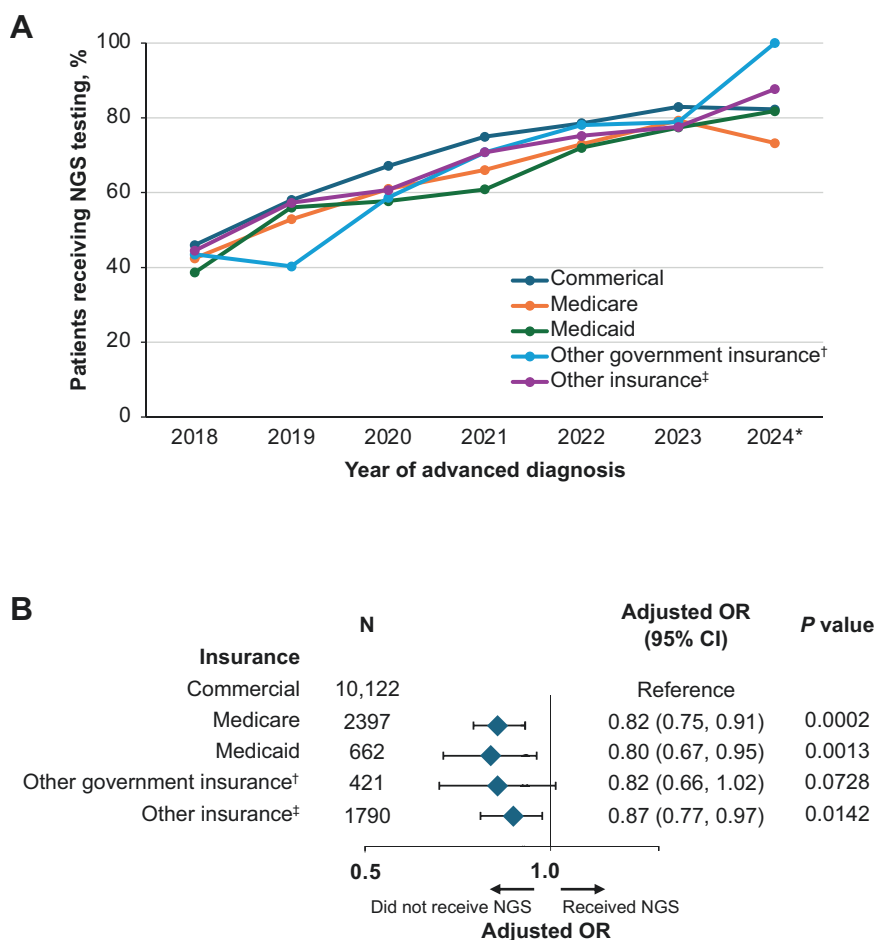 A
Patients receiving NGS testing, %
100
80
60
40
20
0
2018 2019 2020 2021 2022 2023 2024*
Year of advanced diagnosis
Commerical
Medicare
Medicaid
Other government insurance†
Other insurance‡
B
N Adjusted OR (95% CI) P value
Insurance
Commercial 10,122 Reference
Medicare 2397 0.82 (0.75, 0.91) 0.0002
Medicaid 662 0.80 (0.67, 0.95) 0.0013
Other government insurance† 421 0.82 (0.66, 1.02) 0.0728
Other insurance‡ 1790 0.87 (0.77, 0.97) 0.0142
0.5 1.0
Did not receive NGS Received NGS
Adjusted OR